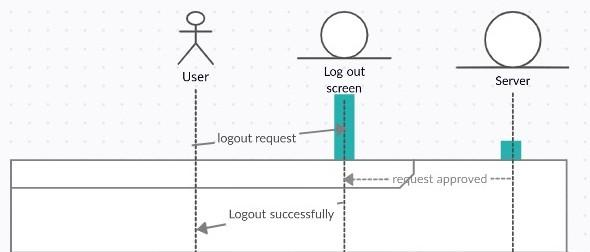 User
Log out
screen
Server
logout request
request approved
Logout successfully